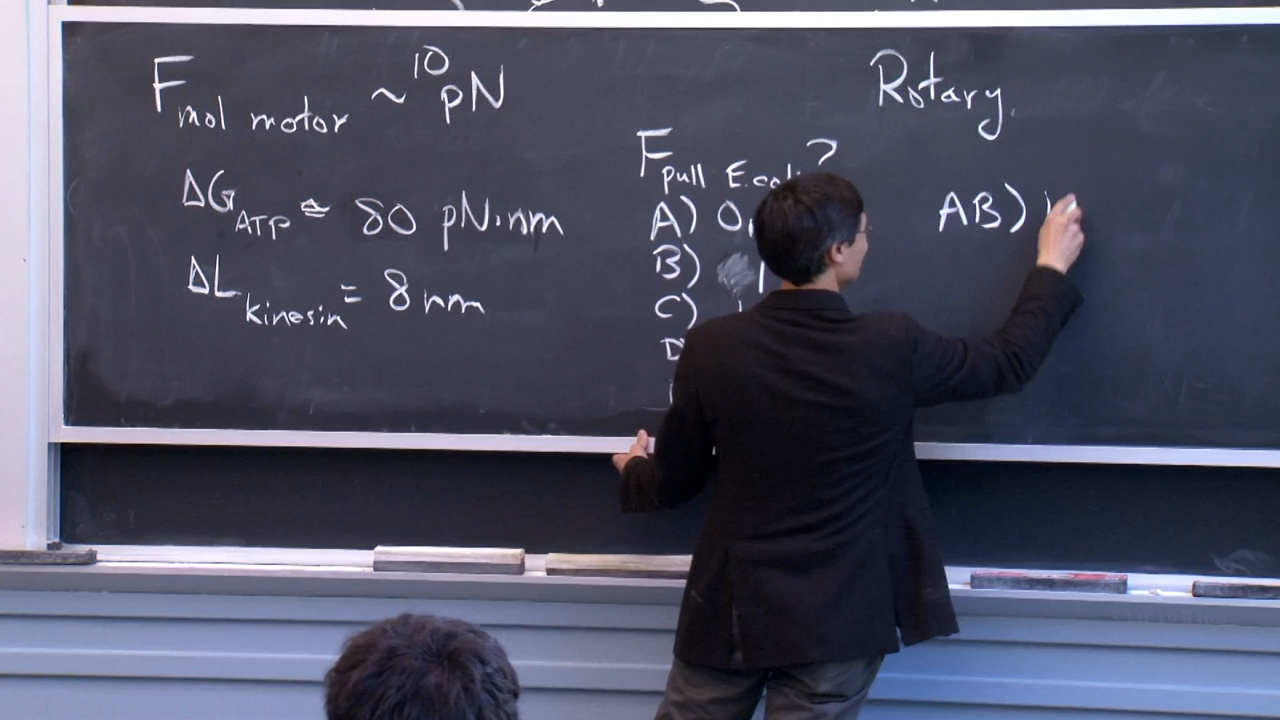 F mol motor ~ 10 pN
ΔG ATP ≈ 80 pN·nm
ΔL kinesin = 8 nm
F pull E.coli ?
A) 0.
B)
C)
D)
Rotary.
AB)